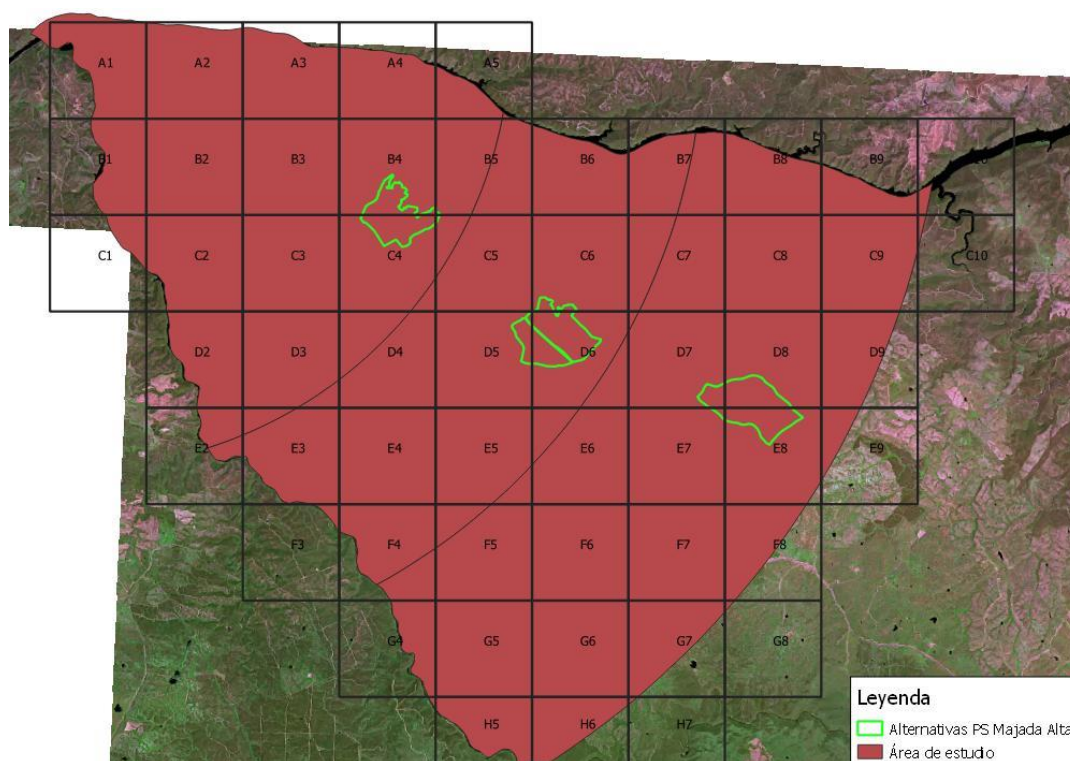 A1 A2 A3 A4 A5
B1 B2 B3 B4 B5 B6 B7 B8 B9
C1 C2 C3 C4 C5 C6 C7 C8 C9 C10
D2 D3 D4 D5 D6 D7 D8 D9
E2 E3 E4 E5 E6 E7 E8 E9
F3 F4 F5 F6 F7 F8
G4 G5 G6 G7 G8
H5 H6 H7
Leyenda
Alternativas PS Majada Alta
Área de estudio